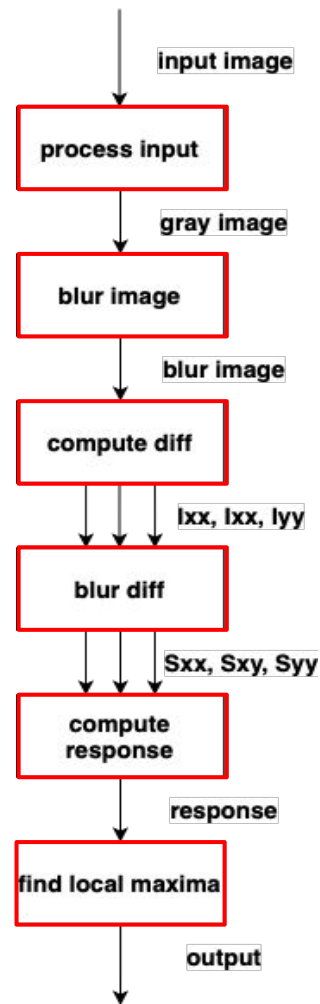 input image
process input
gray image
blur image
blur image
compute diff
Ixx, Ixx, Iyy
blur diff
Sxx, Sxy, Syy
compute
response
response
find local maxima
output